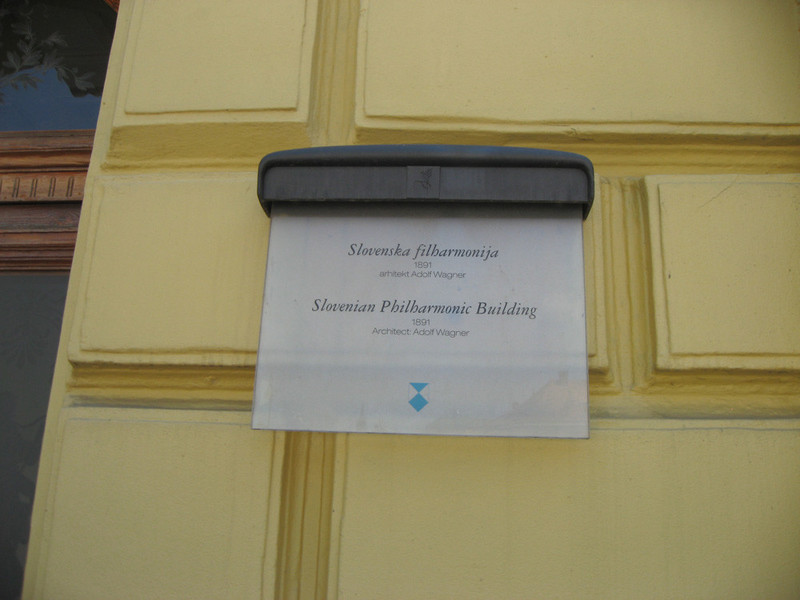 Slovenska filharmonija
1891
arhitekt Adolf Wagner
Slovenian Philharmonic Building
1891
Architect: Adolf Wagner